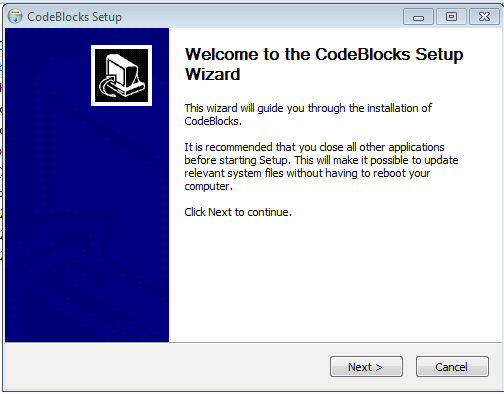 CodeBlocks Setup
Welcome to the CodeBlocks Setup
Wizard
This wizard will guide you through the installation of
CodeBlocks.
It is recommended that you close all other applications
before starting Setup. This will make it possible to update
relevant system files without having to reboot your
computer.
Click Next to continue.
Next >
Cancel